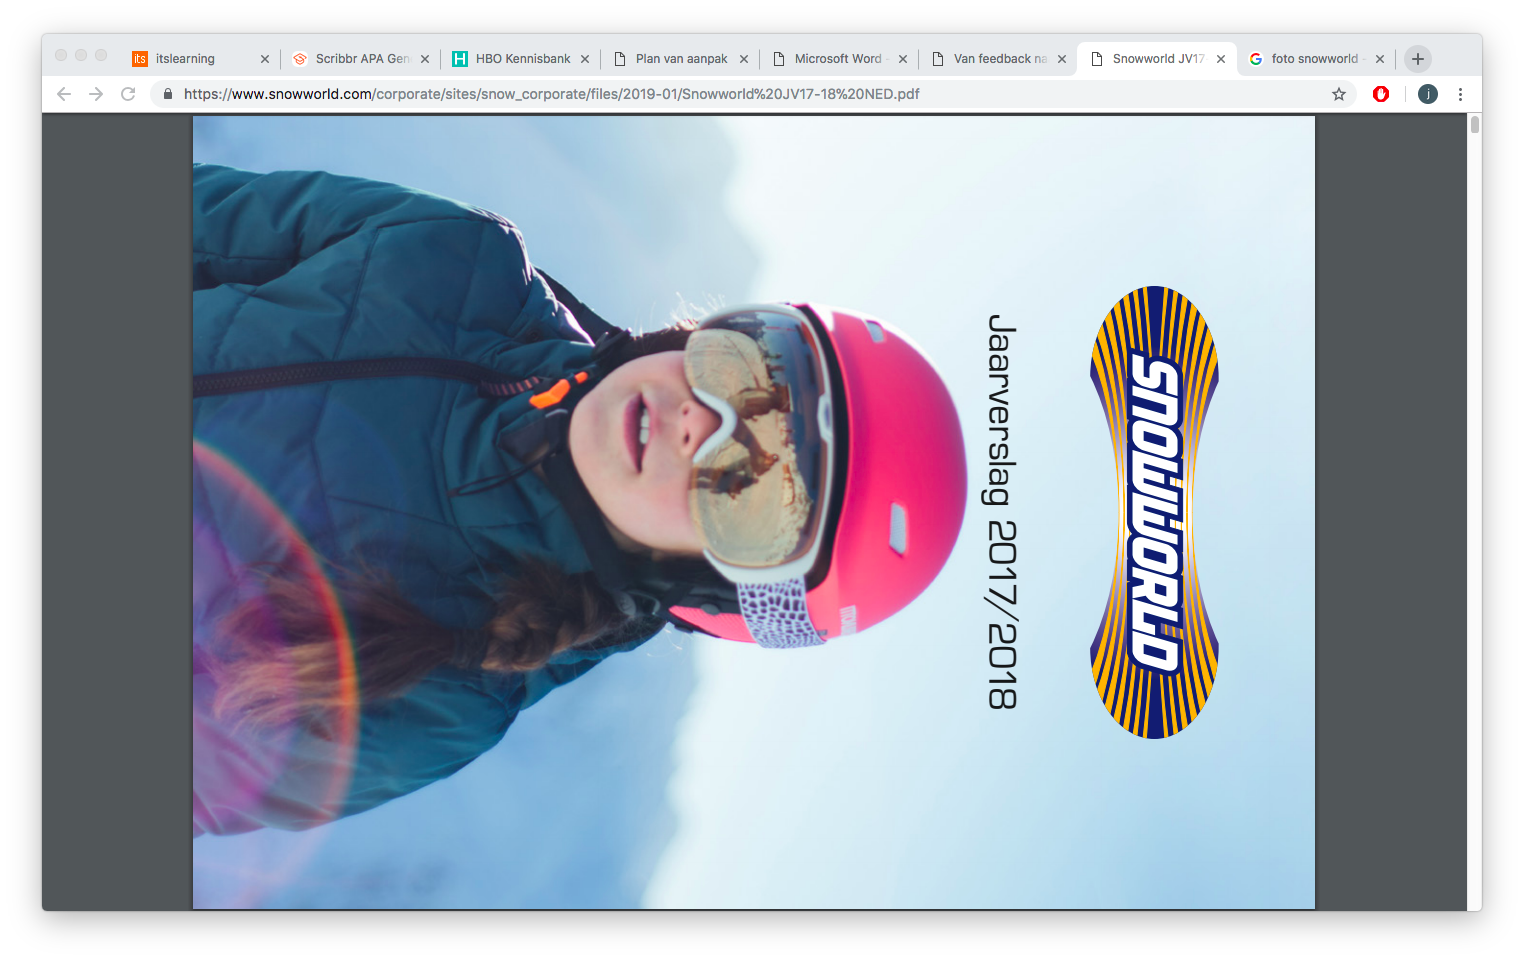 itslearning
Scribbr APA Gen
HBO Kennisbank
Plan van aanpak
Microsoft Word -
Van feedback na
Snowworld JV17
foto snowworld -
https://www.snowworld.com/corporate/sites/snow_corporate/files/2019-01/Snowworld%20JV17-18%20NED.pdf
j
SNOWWORLD
Jaarverslag 2017/2018